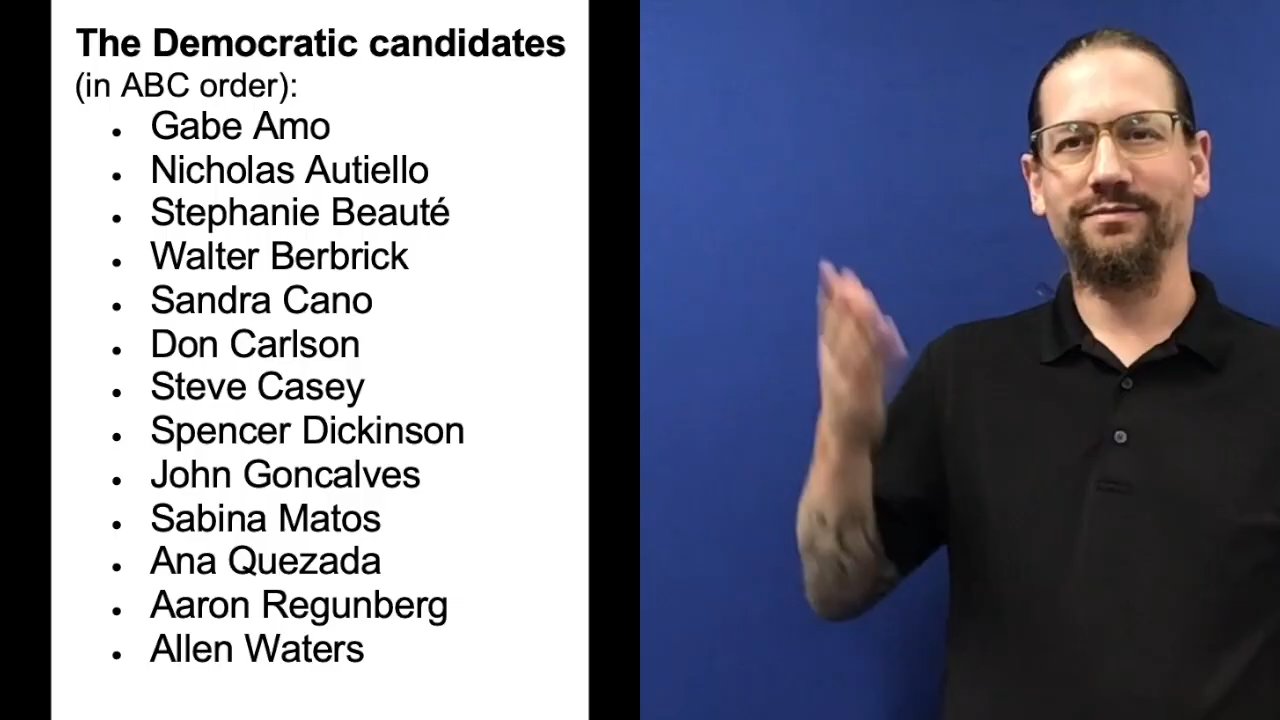 The Democratic candidates
(in ABC order):
• Gabe Amo
• Nicholas Autiello
• Stephanie Beauté
• Walter Berbrick
• Sandra Cano
• Don Carlson
• Steve Casey
• Spencer Dickinson
• John Goncalves
• Sabina Matos
• Ana Quezada
• Aaron Regunberg
• Allen Waters